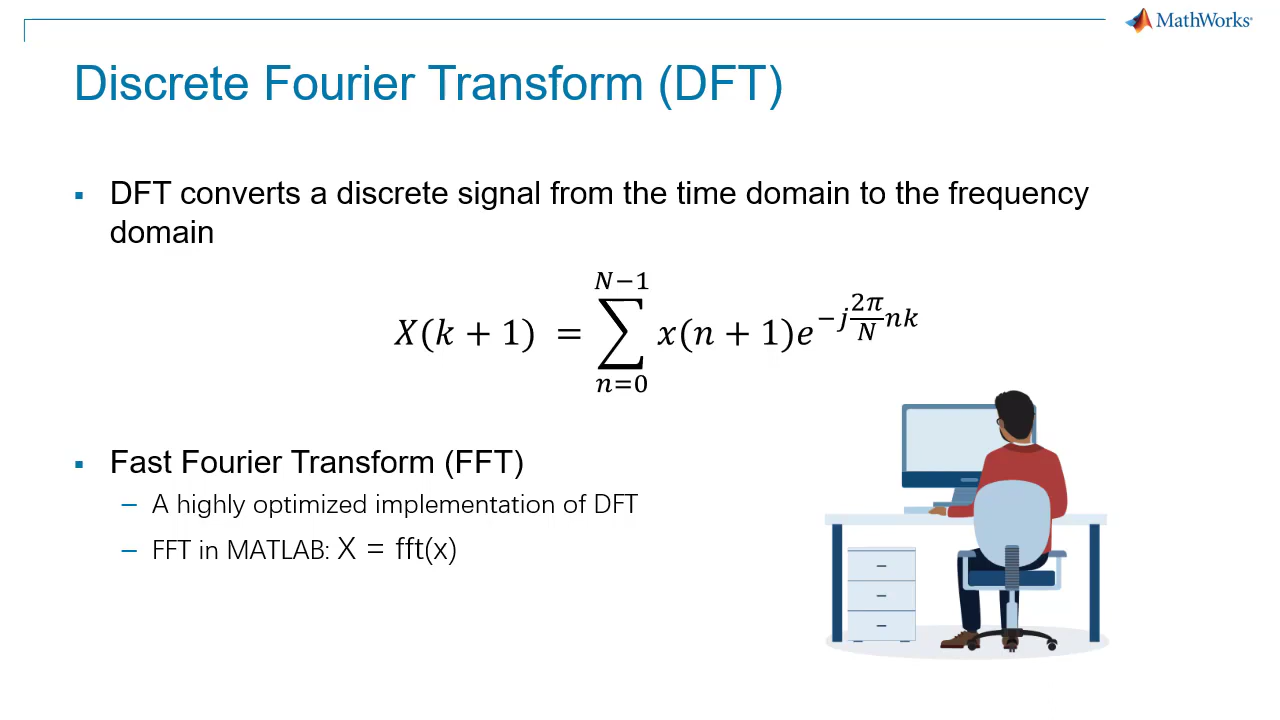 MathWorks
Discrete Fourier Transform (DFT)
▪ DFT converts a discrete signal from the time domain to the frequency
domain
X(k + 1) = ∑_{n=0}^{N−1} x(n + 1)e^{−j\frac{2π}{N}nk}
▪ Fast Fourier Transform (FFT)
– A highly optimized implementation of DFT
– FFT in MATLAB: X = fft(x)